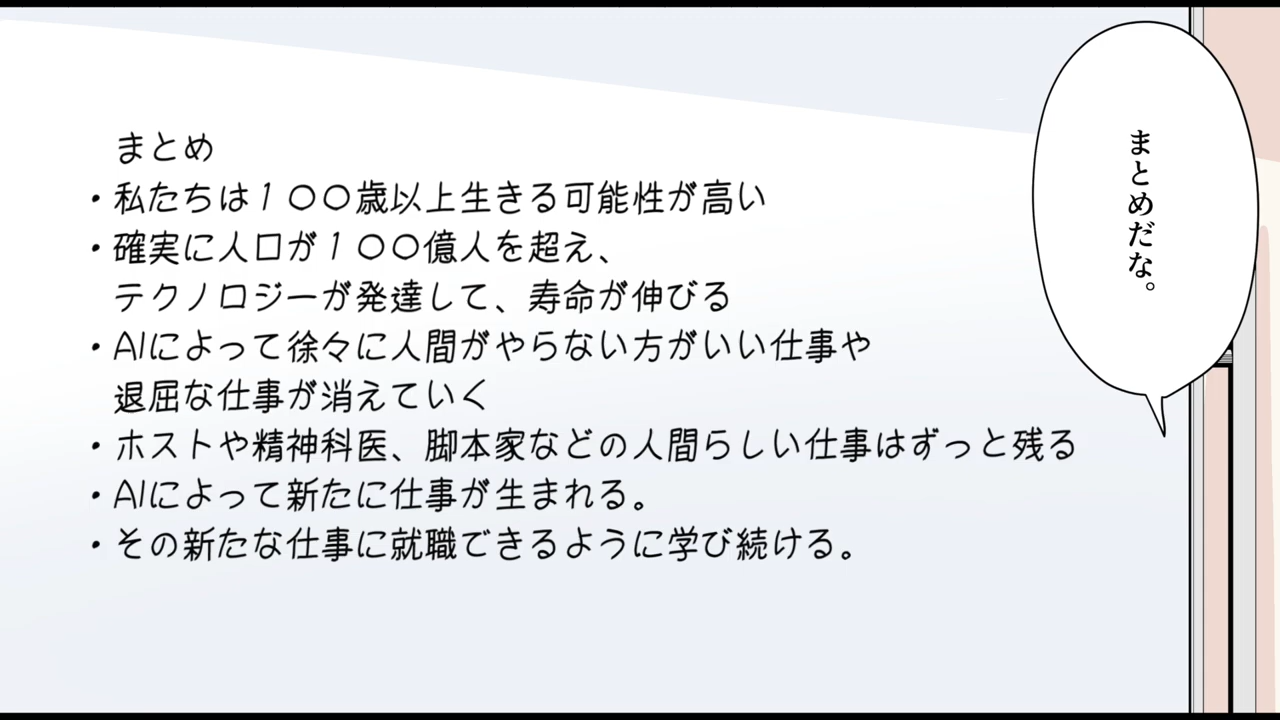 まとめ
・私たちは１００歳以上生きる可能性が高い
・確実に人口が１００億人を超え、
テクノロジーが発達して、寿命が伸びる
・AIによって徐々に人間がやらない方がいい仕事や
退屈な仕事が消えていく
・ホストや精神科医、脚本家などの人間らしい仕事はずっと残る
・AIによって新たに仕事が生まれる。
・その新たな仕事に就職できるように学び続ける。
まとめだな。